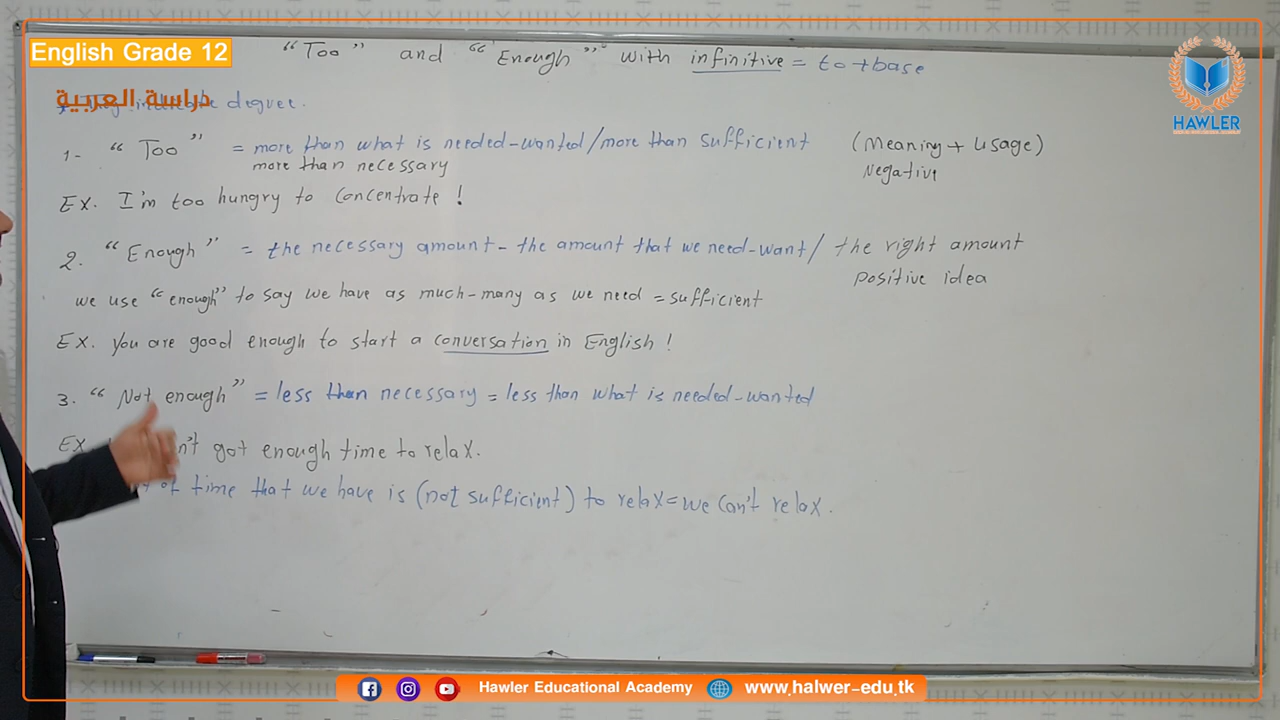 English Grade 12
"Too" and "Enough" with infinitive = to + base
دراسة العربية
indicate degree.
1- "Too" = more than what is needed-wanted/more than sufficient (Meaning + Usage)
more than necessary Negative
EX. I'm too hungry to concentrate !
2. "Enough" = the necessary amount - the amount that we need-want/ the right amount
positive idea
we use "enough" to say we have as much-many as we need = sufficient
EX. You are good enough to start a conversation in English !
3. "Not enough" = less than necessary = less than what is needed-wanted
EX got enough time to relax.
of time that we have is (not sufficient) to relax = we can't relax.
HAWLER
Hawler Educational Academy www.halwer-edu.tk